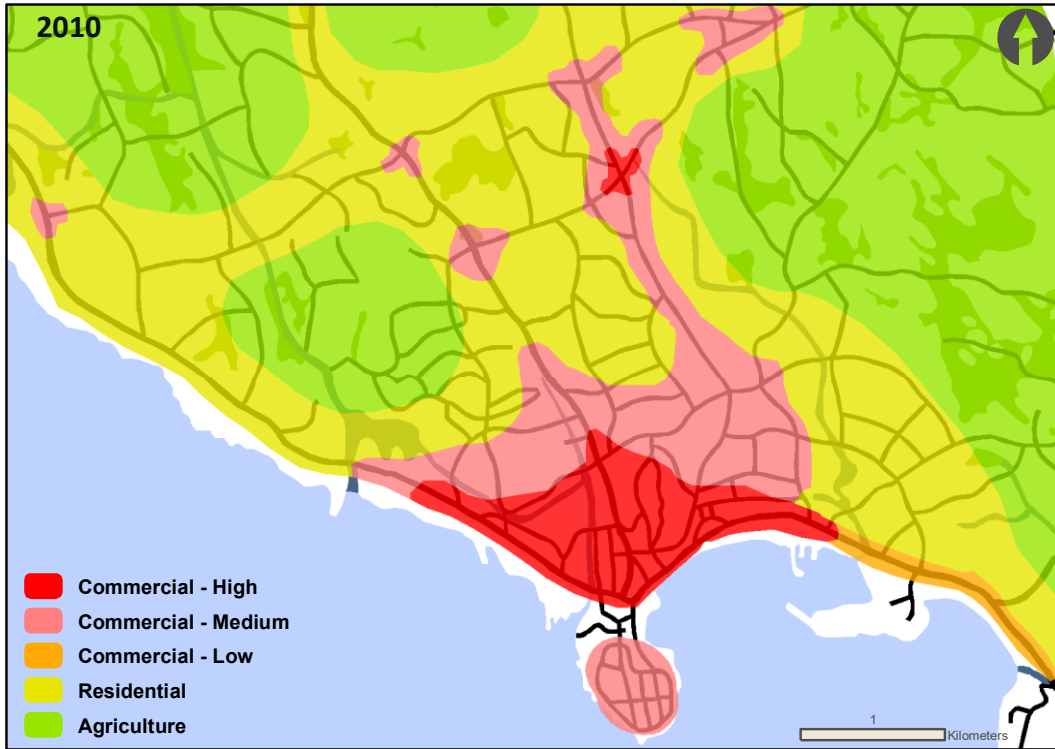 2010
Commercial - High
Commercial - Medium
Commercial - Low
Residential
Agriculture
1
Kilometers